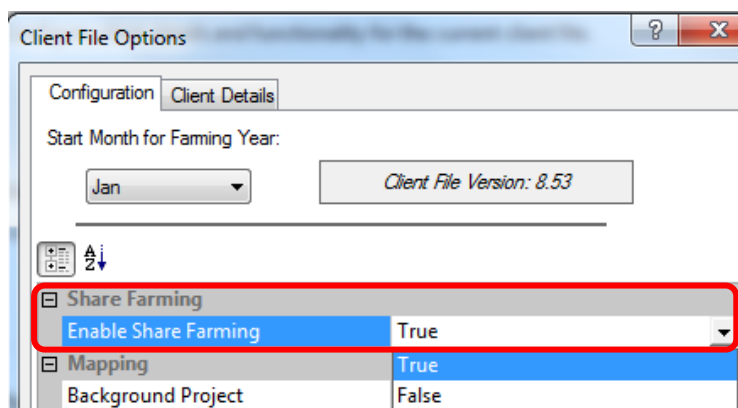 Client File Options
Configuration Client Details
Start Month for Farming Year:
Jan Client File Version: 8.53
Share Farming
Enable Share Farming True
Mapping True
Background Project False